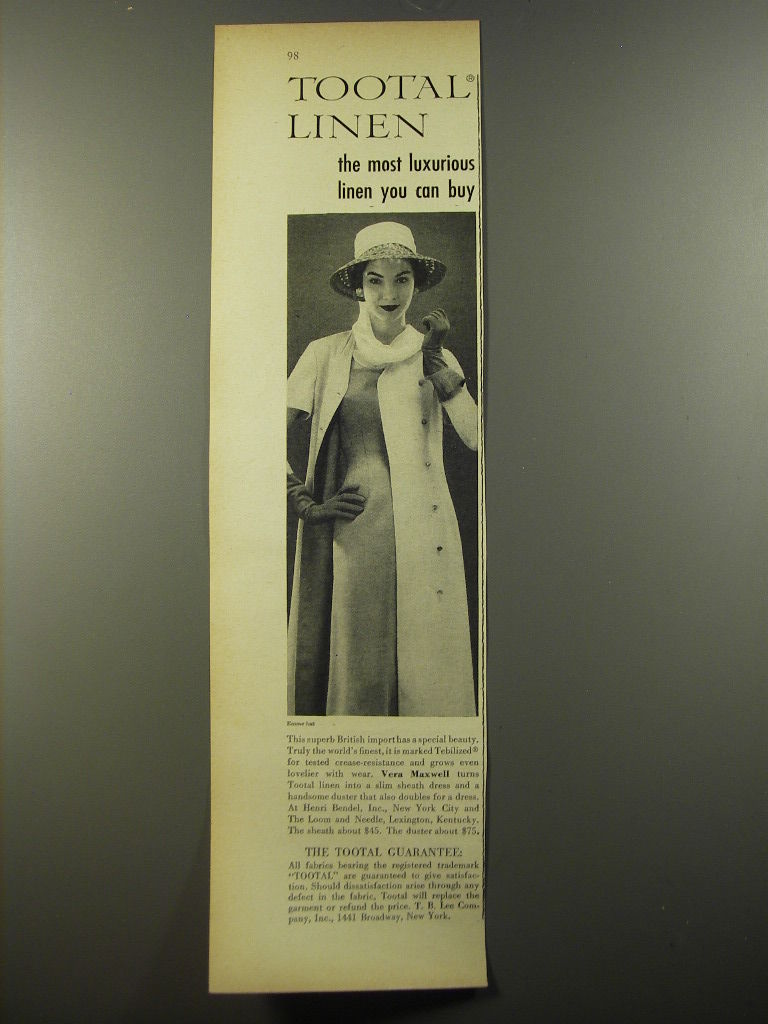 98
TOOTAL®
LINEN
the most luxurious
linen you can buy
hat
This superb British import has a special beauty.
Truly the world's finest, it is marked Tebilized®
for tested crease-resistance and grows even
lovelier with wear. Vera Maxwell turns
Tootal linen into a slim sheath dress and a
handsome duster that also doubles for a dress.
At Henri Bendel, Inc., New York City and
The Loom and Needle, Lexington, Kentucky.
The sheath about $45. The duster about $75.
THE TOOTAL GUARANTEE:
All fabrics bearing the registered trademark
"TOOTAL" are guaranteed to give satisfac-
tion. Should dissatisfaction arise through any
defect in the fabric, Tootal will replace the
garment or refund the price. T. B. Lee Com-
pany, Inc., 1441 Broadway, New York.